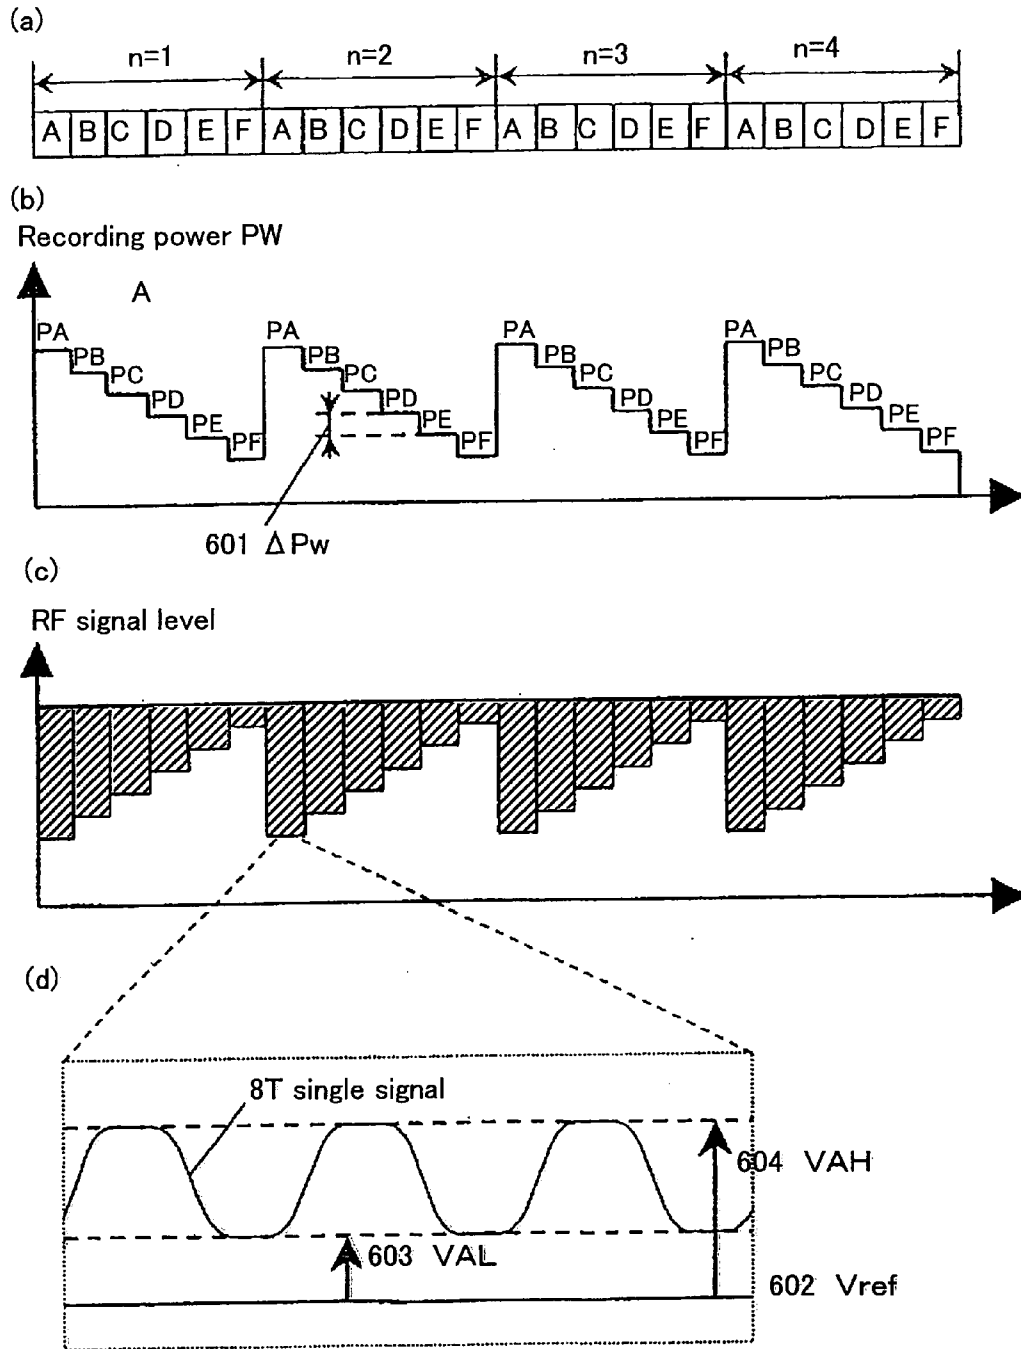 (a)
n=1 n=2 n=3 n=4
A B C D E F A B C D E F A B C D E F A B C D E F
(b)
Recording power PW
A
PA PB PC PD PE PF PA PB PC PD PE PF PA PB PC PD PE PF PA PB PC PD PE PF
601 ΔPw
(c)
RF signal level
(d)
8T single signal
604 VAH
603 VAL
602 Vref